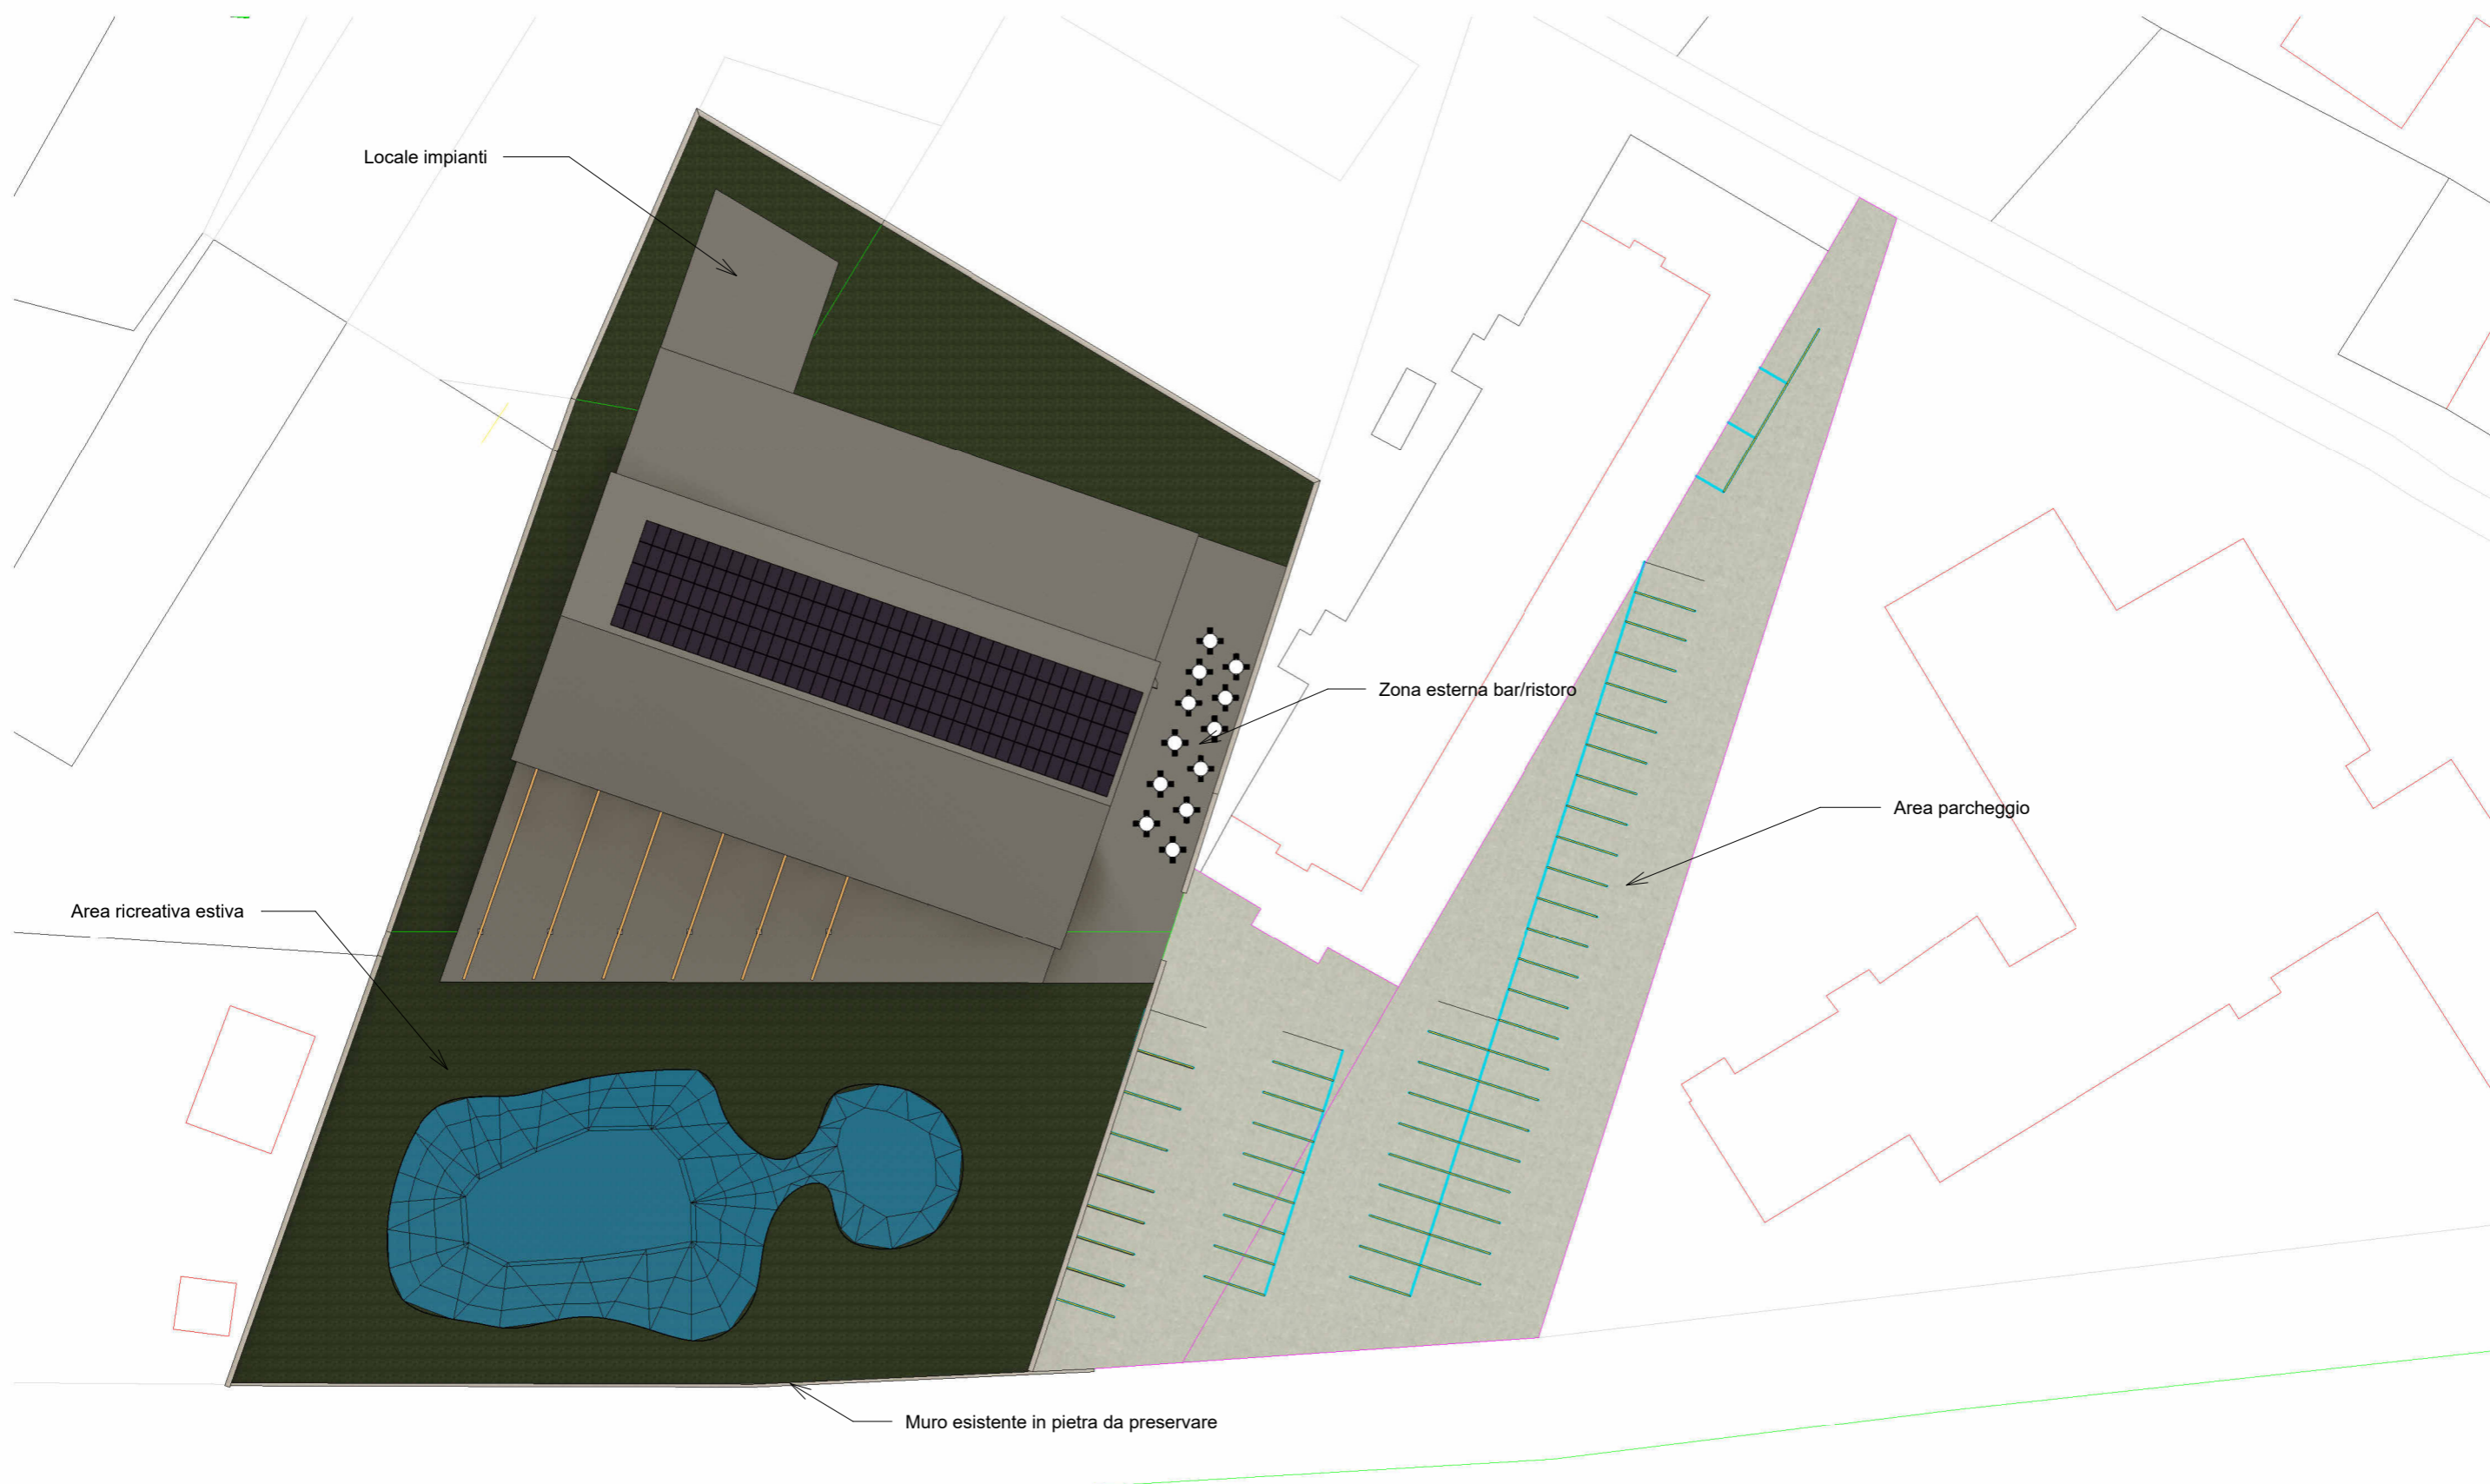 Locale impianti
Zona esterna bar/ristoro
Area parcheggio
Area ricreativa estiva
Muro esistente in pietra da preservare